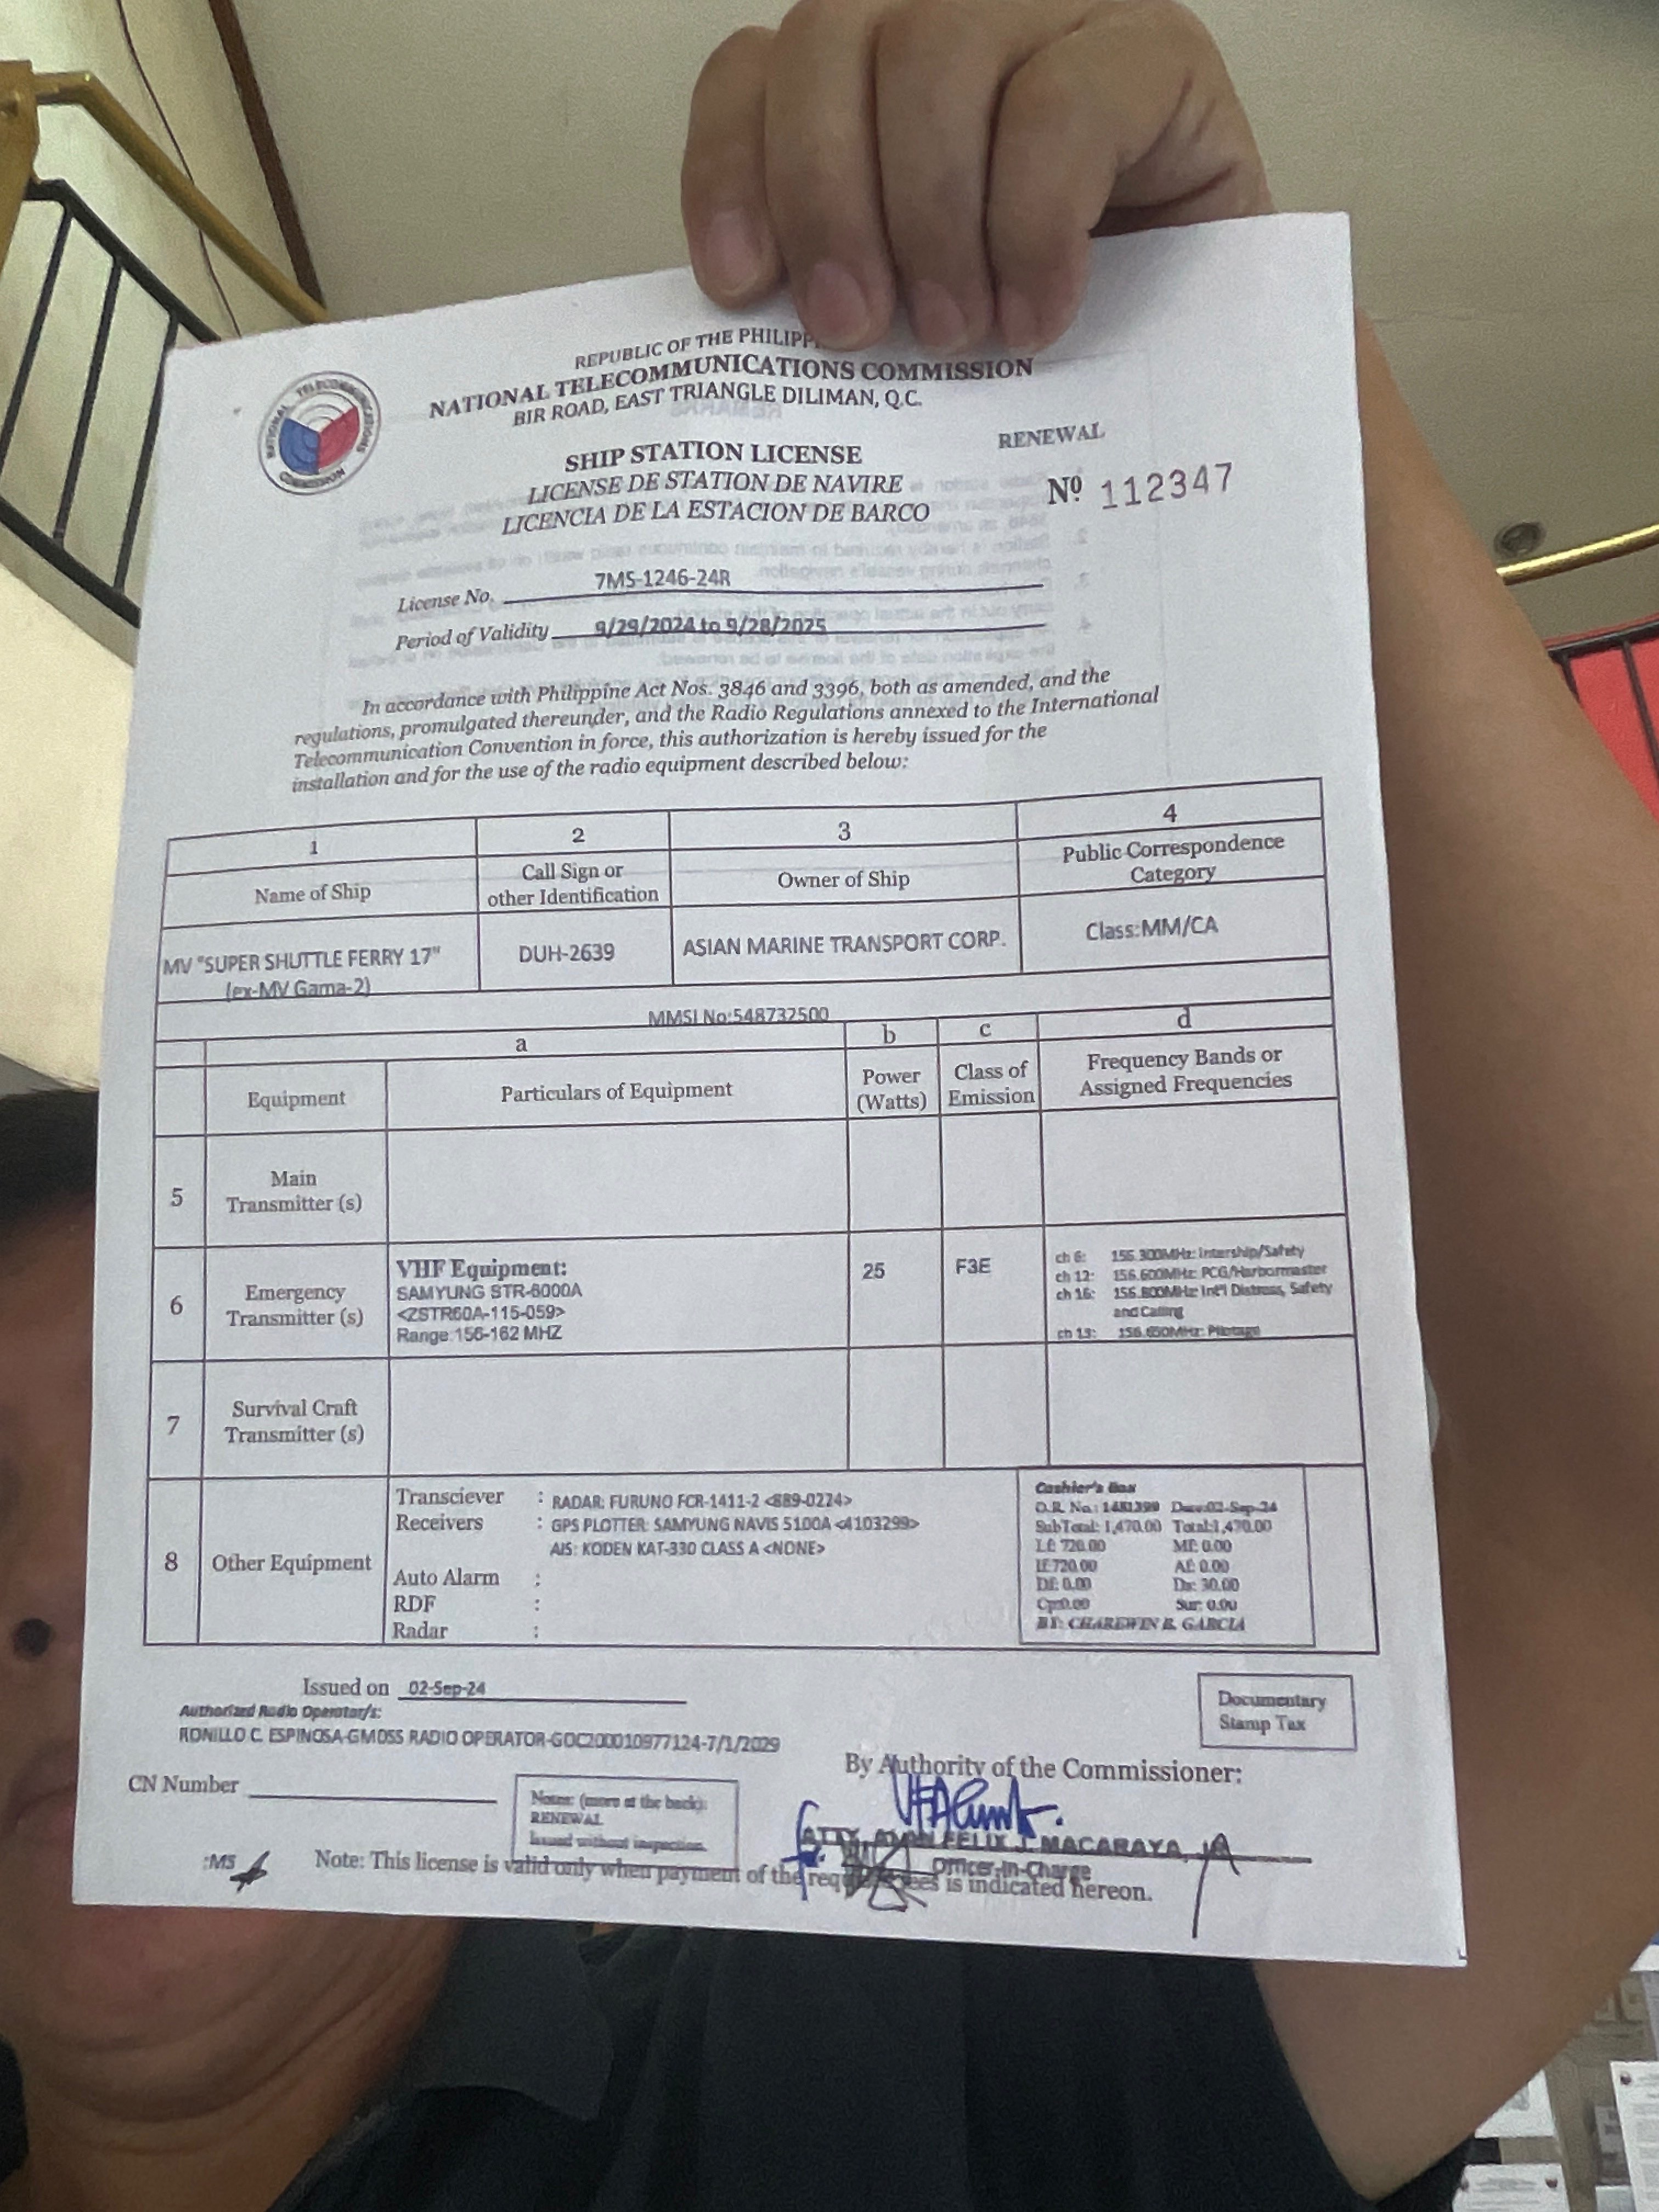 REPUBLIC OF THE
NATIONAL TELECOMMUNICATIONS COMMISSION
BIR ROAD, EAST TRIANGLE DILIMAN, Q.C.
NATIONAL TELECOMMUNICATIONS COMMISSION
RENEWAL
SHIP STATION LICENSE
LICENSE DE STATION DE NAVIRE
LICENCIA DE LA ESTACION DE BARCO
Nº 112347
License No. 7MS-1246-24R
Period of Validity 9/29/2024 to 9/28/2025
In accordance with Philippine Act Nos. 3846 and 3396, both as amended, and the
regulations, promulgated thereunder, and the Radio Regulations annexed to the International
Telecommunication Convention in force, this authorization is hereby issued for the
installation and for the use of the radio equipment described below:
1 2 3 4
Name of Ship
Call Sign or
other Identification
Owner of Ship
Public Correspondence
Category
MV "SUPER SHUTTLE FERRY 17"
(ex-MV Gama-2)
DUH-2639
ASIAN MARINE TRANSPORT CORP.
Class:MM/CA
MMSI No:548732500
a b c d
Equipment
Particulars of Equipment
Power
(Watts)
Class of
Emission
Frequency Bands or
Assigned Frequencies
5
Main
Transmitter (s)
6
Emergency
Transmitter (s)
VHF Equipment:
SAMYUNG STR-6000A
<ZSTR60A-115-059>
Range:156-162 MHZ
25
F3E
ch 6: 156.300MHz: Intership/Safety
ch 12: 156.600MHz: PCG/Harbormaster
ch 16: 156.800MHz: Int'l Distress, Safety
and Calling
ch 13: 156.650MHz: Pilotage
7
Survival Craft
Transmitter (s)
8
Other Equipment
Transciever : RADAR: FURUNO FCR-1411-2 <889-0224>
Receivers : GPS PLOTTER: SAMYUNG NAVIS 5100A <4103299>
AIS: KODEN KAT-330 CLASS A <NONE>
Auto Alarm :
RDF :
Radar :
Cashier's Box
O.R. No.: 1481399 Date:02-Sep-24
SubTotal: 1,470.00 Total:1,470.00
Lf: 720.00 Mf: 0.00
If:720.00 Af: 0.00
Df: 0.00 Ds: 30.00
Cp:0.00 Sur: 0.00
BY: CHAREWIN B. GARCIA
Issued on 02-Sep-24
Authorized Radio Operator/s:
RONILLO C. ESPINOSA-GMDSS RADIO OPERATOR-GOC200010977124-7/1/2029
Documentary
Stamp Tax
CN Number
Notes: (more at the back):
RENEWAL
Issued without inspection.
By Authority of the Commissioner:
ATTY. ALAN FELIX J. MACARAYA, JR
Officer-In-Charge
:MS
Note: This license is valid only when payment of the fees is indicated hereon.